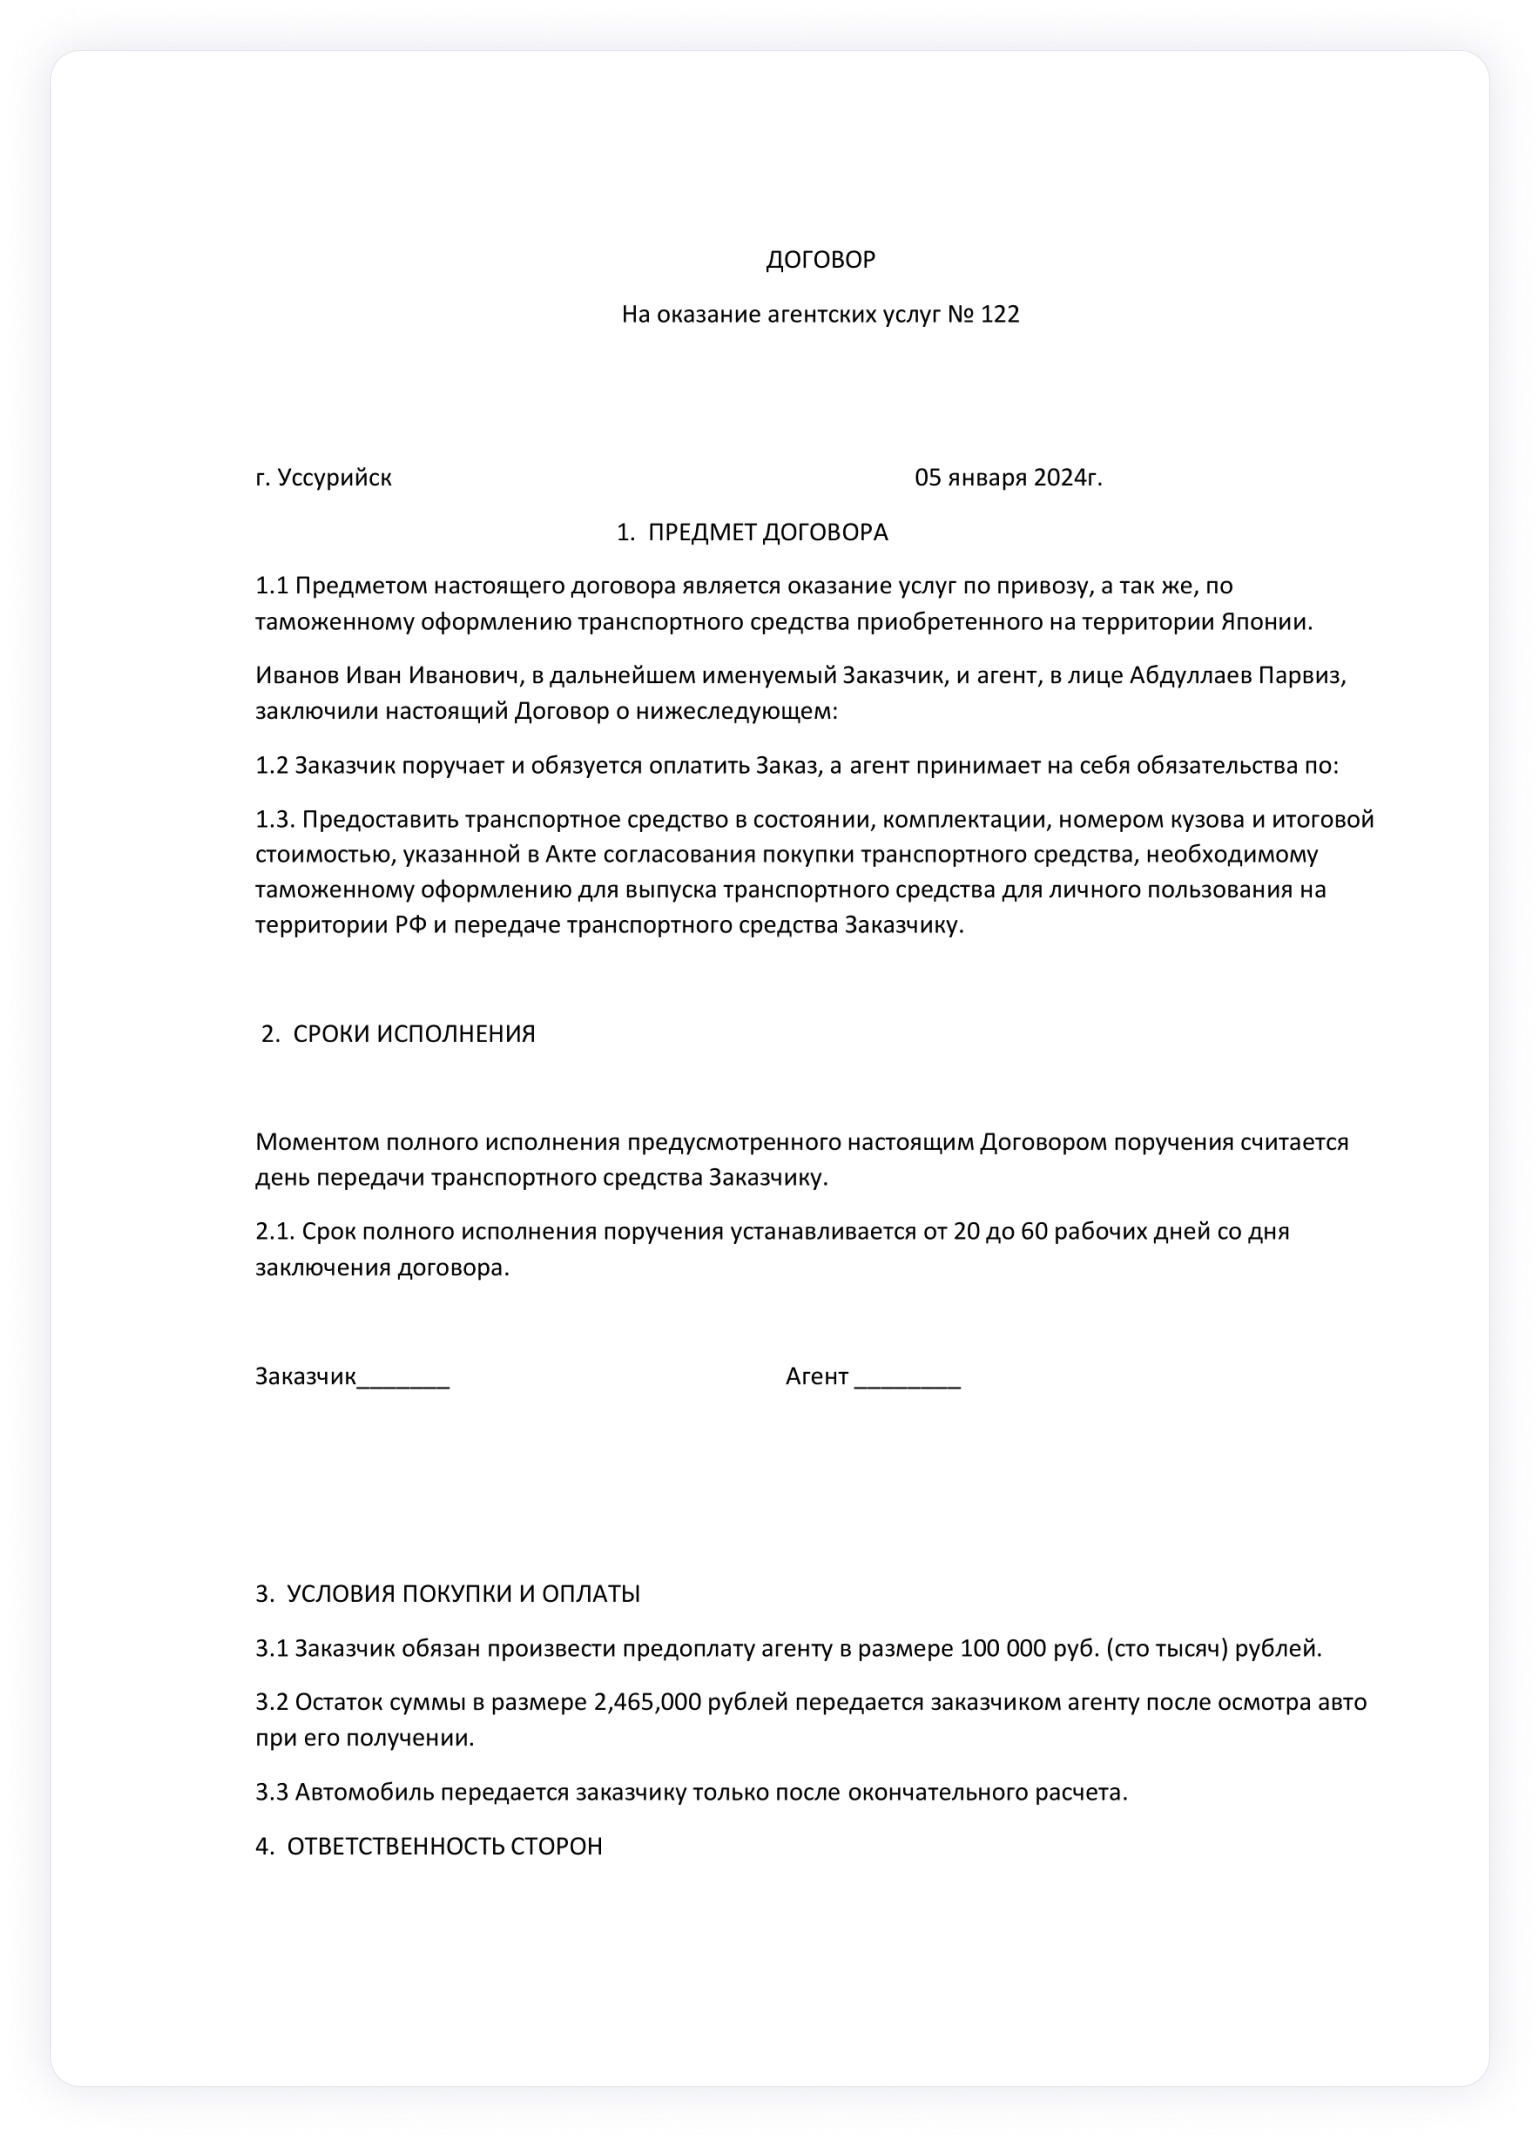 ДОГОВОР
На оказание агентских услуг № 122
г. Уссурийск 05 января 2024г.
1. ПРЕДМЕТ ДОГОВОРА
1.1 Предметом настоящего договора является оказание услуг по привозу, а так же, по
таможенному оформлению транспортного средства приобретенного на территории Японии.
Иванов Иван Иванович, в дальнейшем именуемый Заказчик, и агент, в лице Абдуллаев Парвиз,
заключили настоящий Договор о нижеследующем:
1.2 Заказчик поручает и обязуется оплатить Заказ, а агент принимает на себя обязательства по:
1.3. Предоставить транспортное средство в состоянии, комплектации, номером кузова и итоговой
стоимостью, указанной в Акте согласования покупки транспортного средства, необходимому
таможенному оформлению для выпуска транспортного средства для личного пользования на
территории РФ и передаче транспортного средства Заказчику.
2. СРОКИ ИСПОЛНЕНИЯ
Моментом полного исполнения предусмотренного настоящим Договором поручения считается
день передачи транспортного средства Заказчику.
2.1. Срок полного исполнения поручения устанавливается от 20 до 60 рабочих дней со дня
заключения договора.
Заказчик_______ Агент ________
3. УСЛОВИЯ ПОКУПКИ И ОПЛАТЫ
3.1 Заказчик обязан произвести предоплату агенту в размере 100 000 руб. (сто тысяч) рублей.
3.2 Остаток суммы в размере 2,465,000 рублей передается заказчиком агенту после осмотра авто
при его получении.
3.3 Автомобиль передается заказчику только после окончательного расчета.
4. ОТВЕТСТВЕННОСТЬ СТОРОН